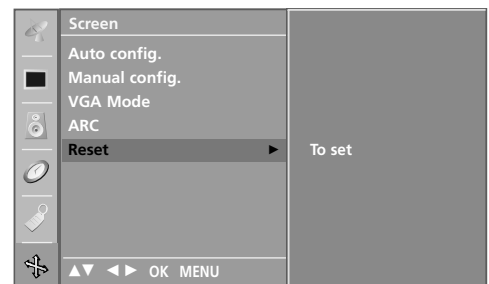 Screen
Auto config.
Manual config.
VGA Mode
ARC
Reset ► To set
▲▼ ◄► OK MENU